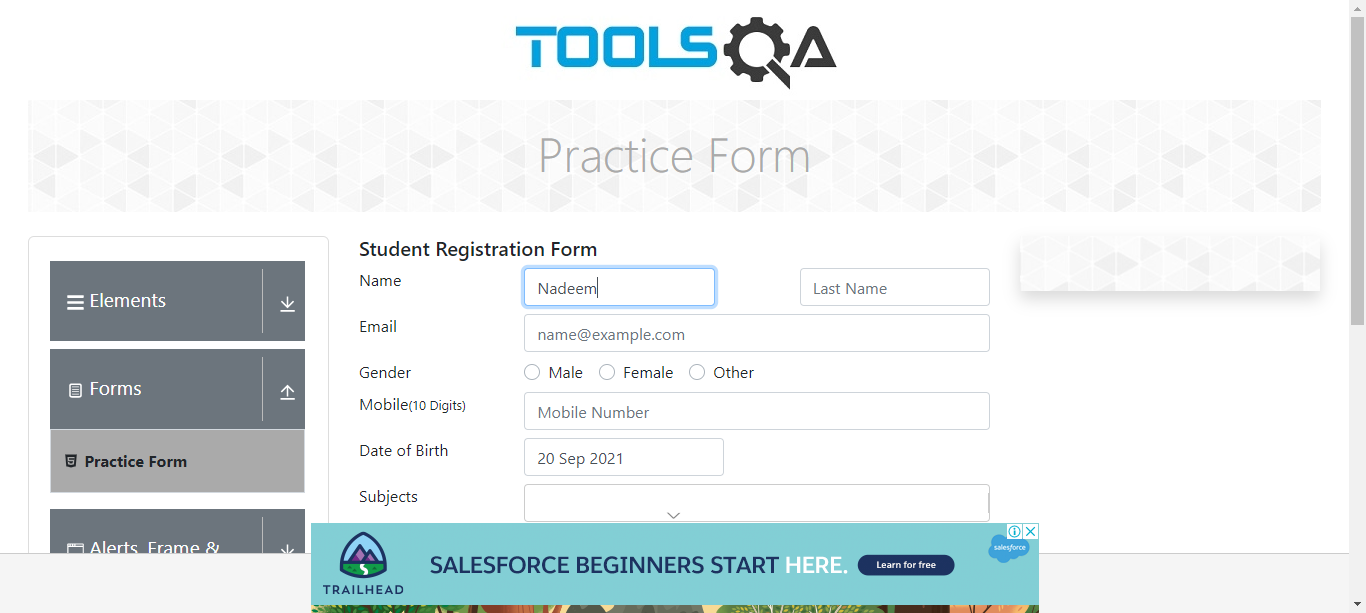 TOOLSQA
Practice Form
Elements
Forms
Practice Form
Alerts, Frame &
Student Registration Form
Name
Nadeem
Last Name
Email
name@example.com
Gender
Male
Female
Other
Mobile(10 Digits)
Mobile Number
Date of Birth
20 Sep 2021
Subjects
TRAILHEAD
SALESFORCE BEGINNERS START HERE.
Learn for free
salesforce